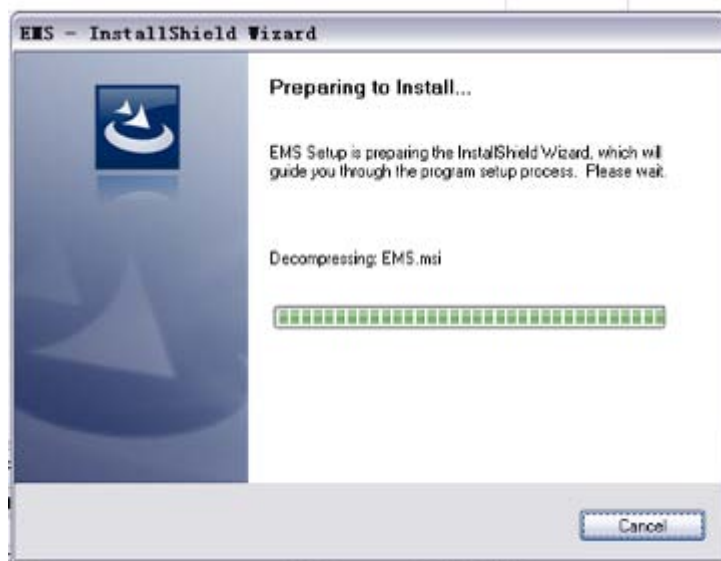 EMS - InstallShield Wizard
Preparing to Install...
EMS Setup is preparing the InstallShield Wizard, which will
guide you through the program setup process. Please wait.
Decompressing: EMS.msi
Cancel